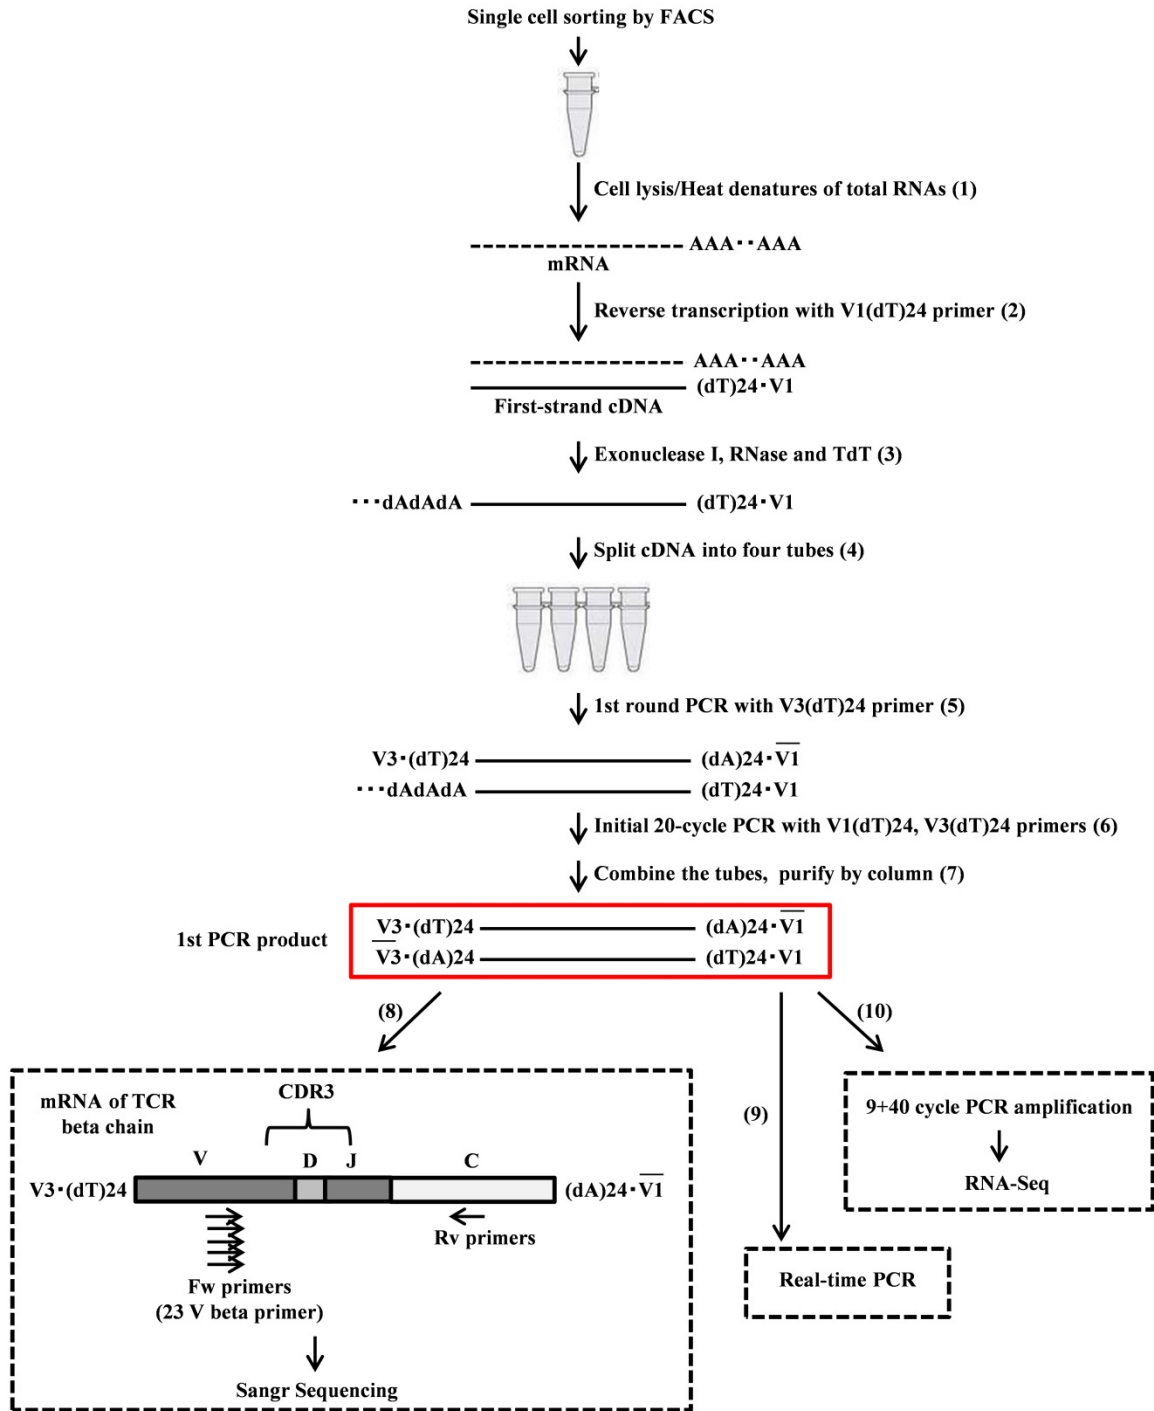 Single cell sorting by FACS
Cell lysis/Heat denatures of total RNAs (1)
AAA··AAA
mRNA
Reverse transcription with V1(dT)24 primer (2)
AAA··AAA
(dT)24·V1
First-strand cDNA
Exonuclease I, RNase and TdT (3)
···dAdAdA (dT)24·V1
Split cDNA into four tubes (4)
1st round PCR with V3(dT)24 primer (5)
V3·(dT)24 (dA)24·V̅1̅
···dAdAdA (dT)24·V1
Initial 20-cycle PCR with V1(dT)24, V3(dT)24 primers (6)
Combine the tubes, purify by column (7)
1st PCR product
V3·(dT)24 (dA)24·V̅1̅
V̅3̅·(dA)24 (dT)24·V1
(8)
(9)
(10)
mRNA of TCR
beta chain
CDR3
V D J C
V3·(dT)24 (dA)24·V̅1̅
Rv primers
Fw primers
(23 V beta primer)
Sangr Sequencing
Real-time PCR
9+40 cycle PCR amplification
RNA-Seq